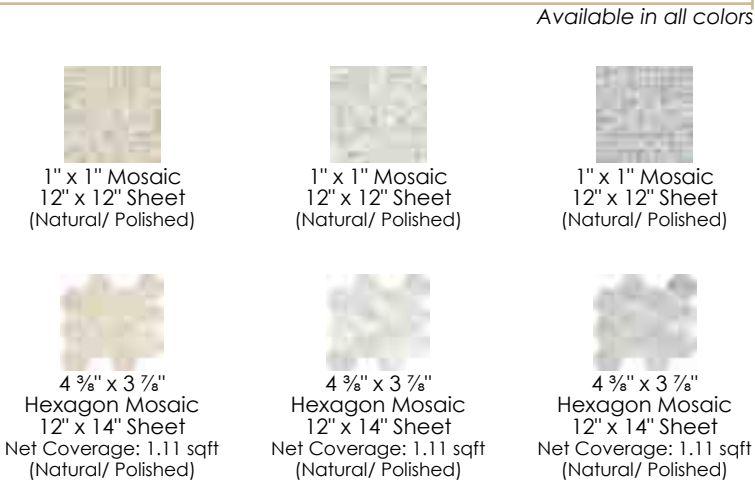 Available in all colors
1" x 1" Mosaic
12" x 12" Sheet
(Natural/ Polished)
1" x 1" Mosaic
12" x 12" Sheet
(Natural/ Polished)
1" x 1" Mosaic
12" x 12" Sheet
(Natural/ Polished)
4 ⅜" x 3 ⅞"
Hexagon Mosaic
12" x 14" Sheet
Net Coverage: 1.11 sqft
(Natural/ Polished)
4 ⅜" x 3 ⅞"
Hexagon Mosaic
12" x 14" Sheet
Net Coverage: 1.11 sqft
(Natural/ Polished)
4 ⅜" x 3 ⅞"
Hexagon Mosaic
12" x 14" Sheet
Net Coverage: 1.11 sqft
(Natural/ Polished)